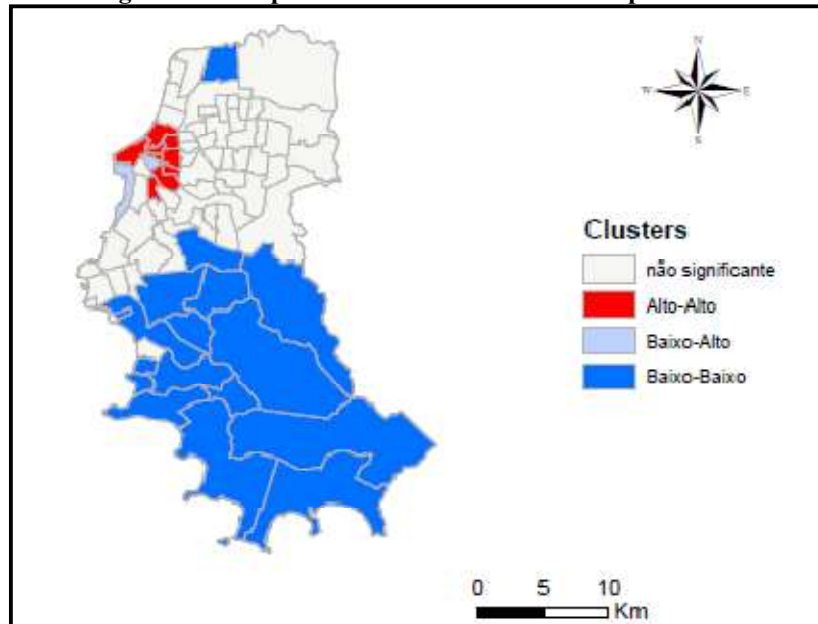 N
W
E
S
Clusters
não significante
Alto-Alto
Baixo-Alto
Baixo-Baixo
0 5 10
Km